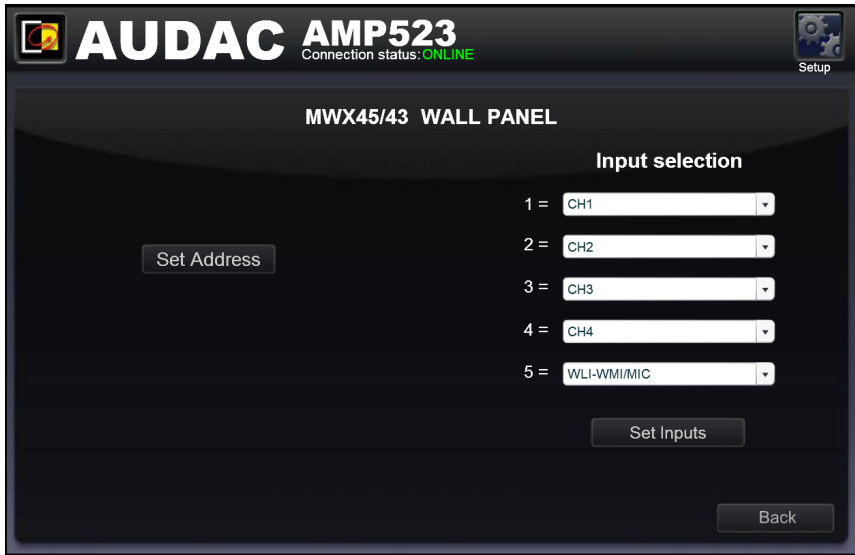 AUDAC AMP523
Connection status: ONLINE
Setup
MWX45/43 WALL PANEL
Input selection
1 = CH1
2 = CH2
Set Address
3 = CH3
4 = CH4
5 = WLI-WMI/MIC
Set Inputs
Back